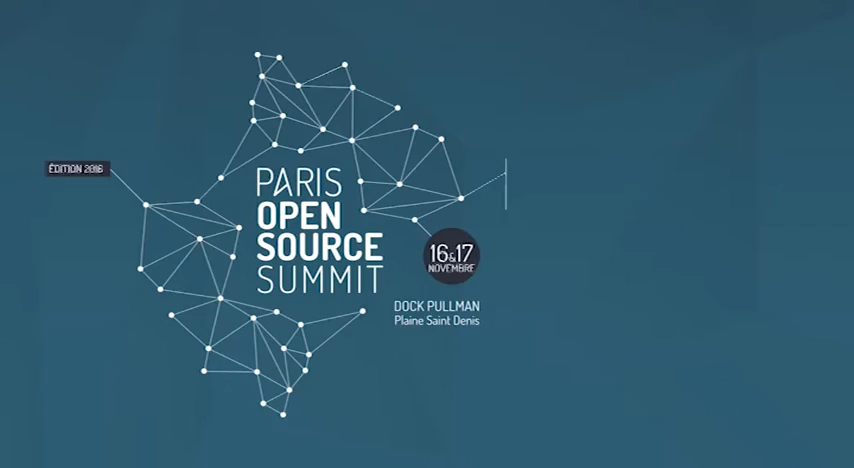 ÉDITION 2016
PARIS
OPEN
SOURCE
SUMMIT
16&17
NOVEMBRE
DOCK PULLMAN
Plaine Saint Denis